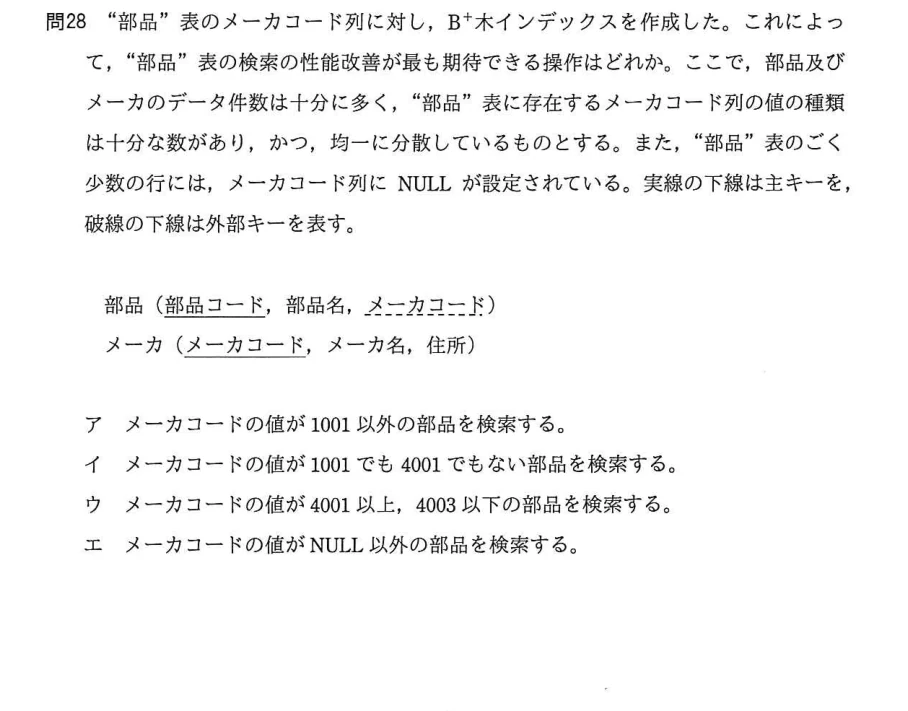 問28 “部品”表のメーカコード列に対し，B⁺木インデックスを作成した。これによっ
て，“部品”表の検索の性能改善が最も期待できる操作はどれか。ここで，部品及び
メーカのデータ件数は十分に多く，“部品”表に存在するメーカコード列の値の種類
は十分な数があり，かつ，均一に分散しているものとする。また，“部品”表のごく
少数の行には，メーカコード列に NULL が設定されている。実線の下線は主キーを，
破線の下線は外部キーを表す。
部品（部品コード，部品名，メーカコード）
メーカ（メーカコード，メーカ名，住所）
ア メーカコードの値が 1001 以外の部品を検索する。
イ メーカコードの値が 1001 でも 4001 でもない部品を検索する。
ウ メーカコードの値が 4001 以上，4003 以下の部品を検索する。
エ メーカコードの値が NULL 以外の部品を検索する。